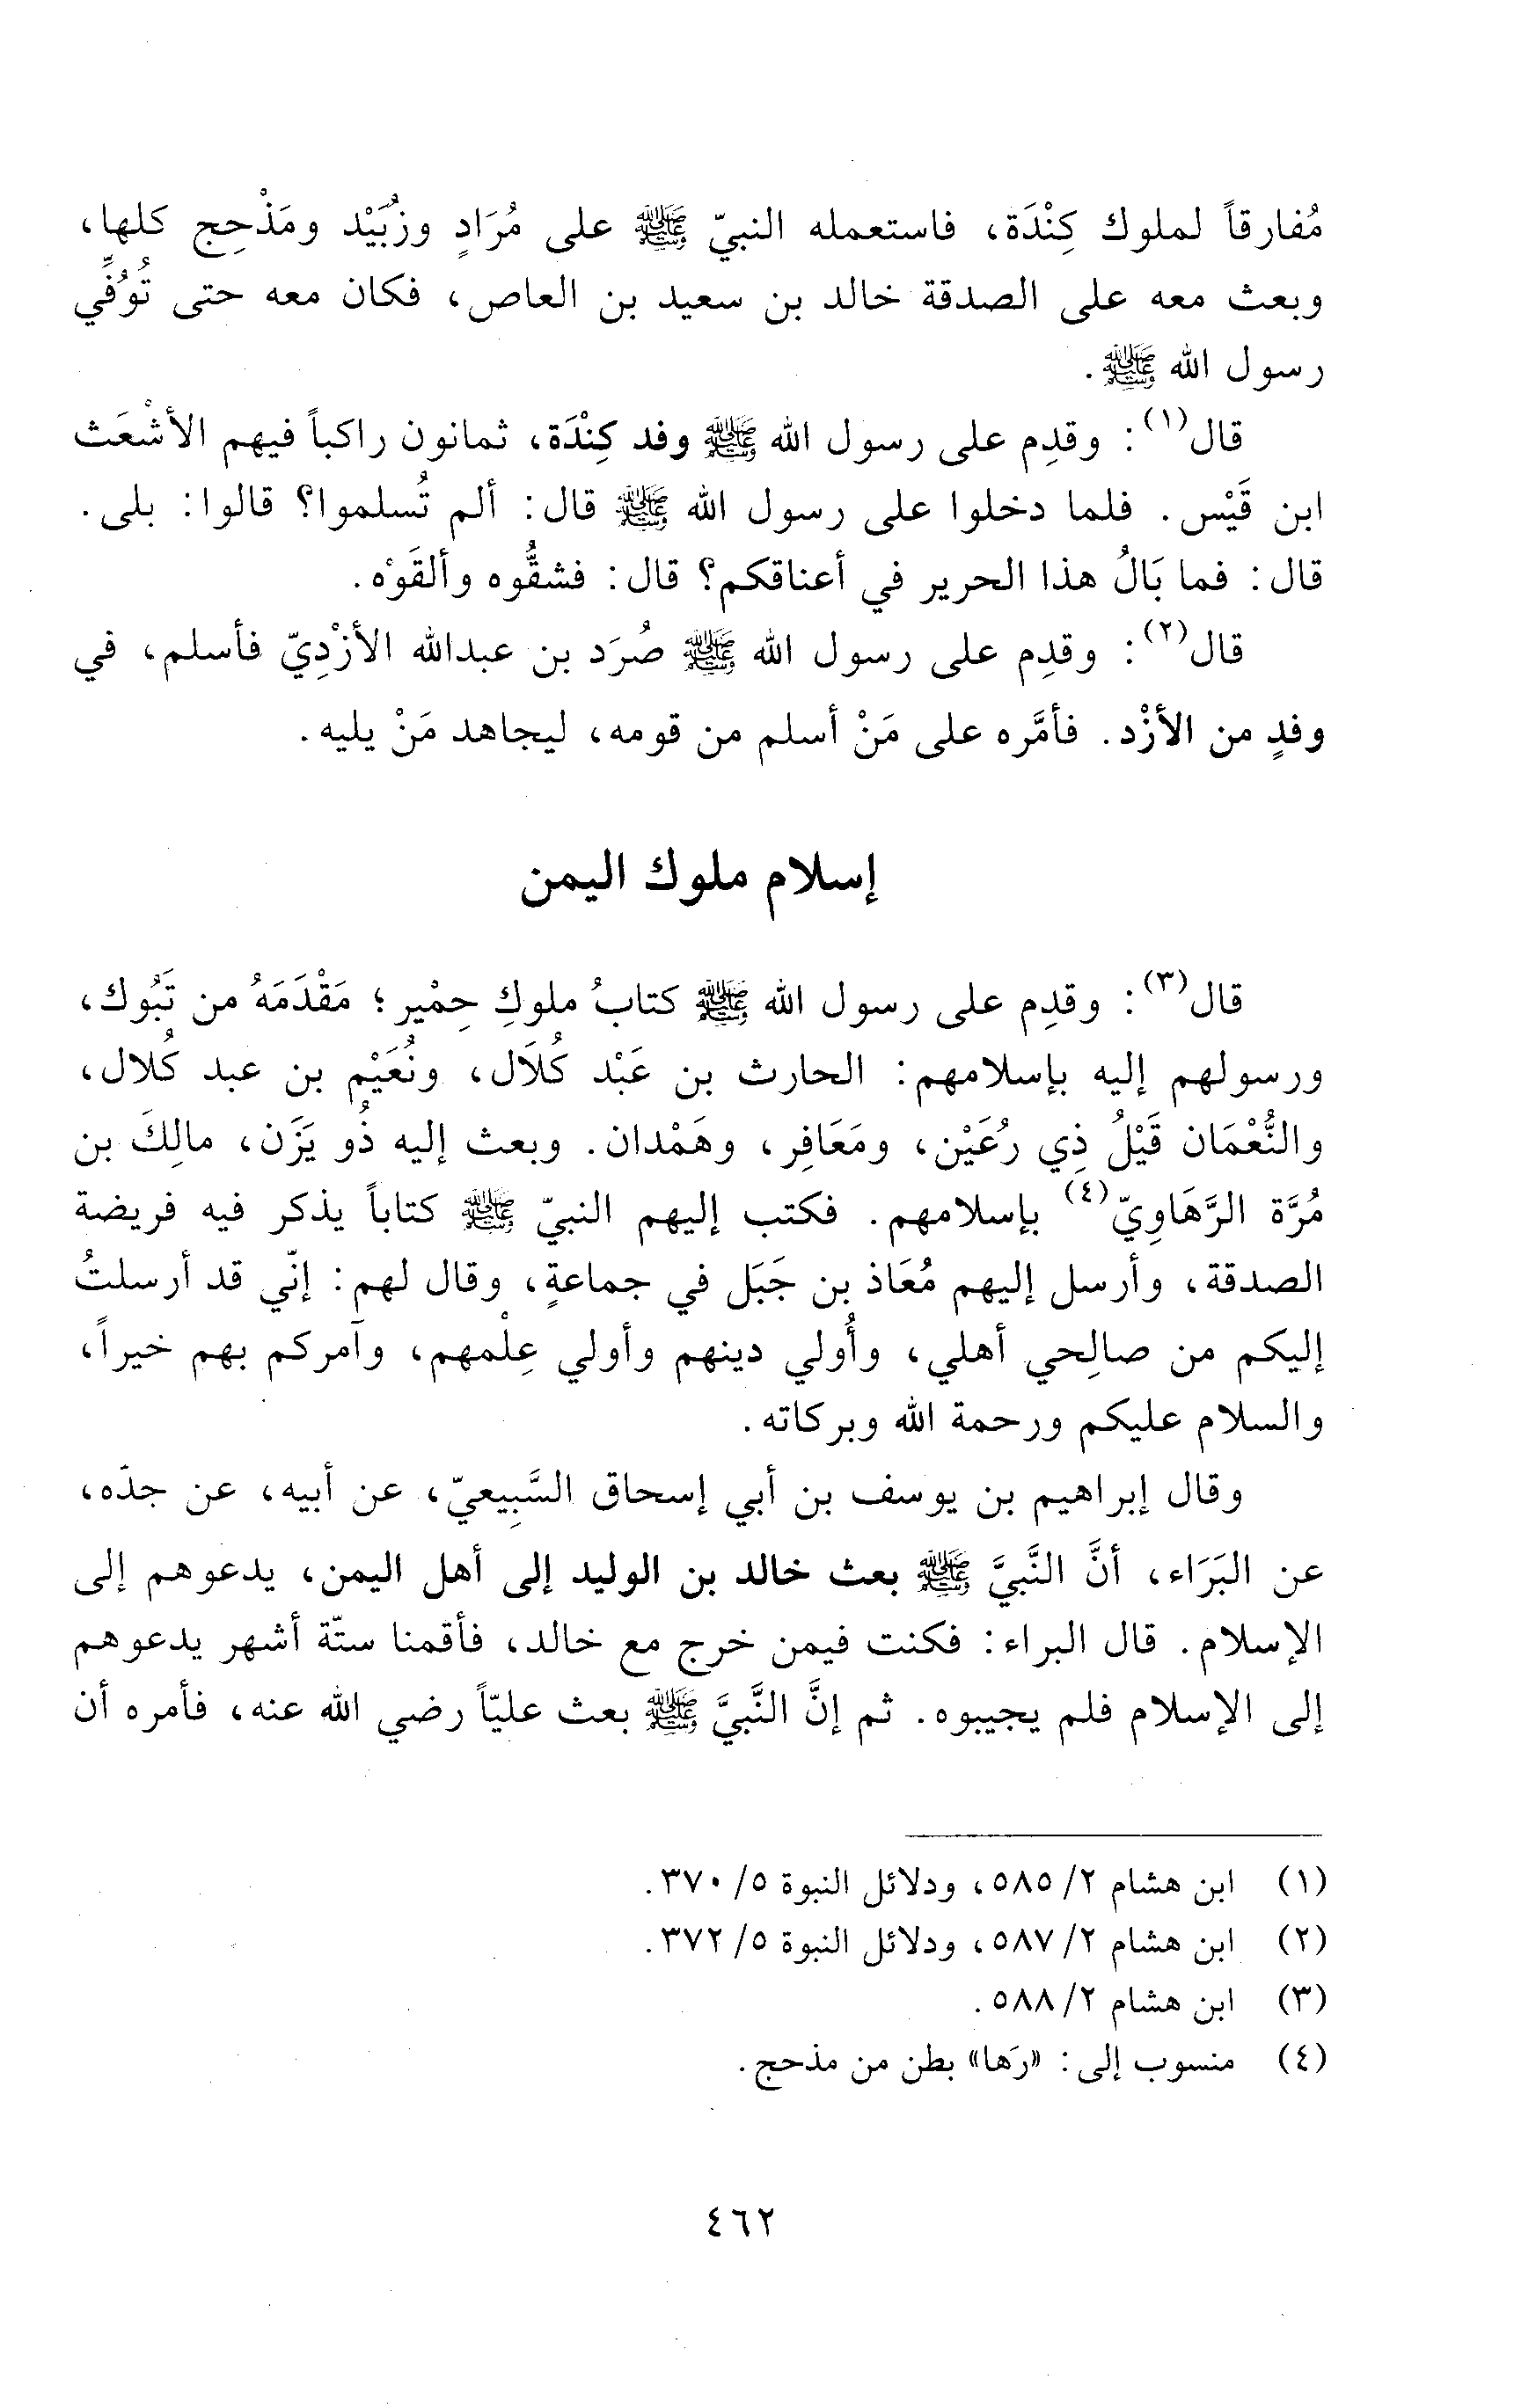 مُفارقاً لملوك كِنْدَة، فاستعمله النبيّ ﷺ على مُرَادٍ وزُبَيْد ومَذْحِج كلها،
وبعث معه على الصدقة خالد بن سعيد بن العاص، فكان معه حتى تُوُفِّي
رسول الله ﷺ.
قال(١): وقدِم على رسول الله ﷺ وفد كِنْدَة، ثمانون راكباً فيهم الأشْعَث
ابن قَيْس. فلما دخلوا على رسول الله ﷺ قال: ألم تُسلموا؟ قالوا: بلى.
قال: فما بَالُ هذا الحرير في أعناقكم؟ قال: فشقُّوه وألقَوْه.
قال(٢): وقدِم على رسول الله ﷺ صُرَد بن عبدالله الأزْدِيّ فأسلم، في
وفدٍ من الأزْد. فأمَّره على مَنْ أسلم من قومه، ليجاهد مَنْ يليه.
إسلام ملوك اليمن
قال(٣): وقدِم على رسول الله ﷺ كتابُ ملوكِ حِمْير؛ مَقْدَمَهُ من تَبُوك،
ورسولهم إليه بإسلامهم: الحارث بن عَبْد كُلَال، ونُعَيْم بن عبد كُلال،
والنُّعْمَان قَيْلُ ذِي رُعَيْن، ومَعَافِر، وهَمْدان. وبعث إليه ذُو يَزَن، مالِكَ بن
مُرَّة الرَّهَاوِيّ(٤) بإسلامهم. فكتب إليهم النبيّ ﷺ كتاباً يذكر فيه فريضة
الصدقة، وأرسل إليهم مُعَاذ بن جَبَل في جماعةٍ، وقال لهم: إنّي قد أرسلتُ
إليكم من صالِحي أهلي، وأُولي دينهم وأولي عِلْمهم، وآمركم بهم خيراً،
والسلام عليكم ورحمة الله وبركاته.
وقال إبراهيم بن يوسف بن أبي إسحاق السَّبِيعيّ، عن أبيه، عن جدّه،
عن البَرَاء، أنَّ النَّبيَّ ﷺ بعث خالد بن الوليد إلى أهل اليمن، يدعوهم إلى
الإسلام. قال البراء: فكنت فيمن خرج مع خالد، فأقمنا ستّة أشهر يدعوهم
إلى الإسلام فلم يجيبوه. ثم إنَّ النَّبيَّ ﷺ بعث عليّاً رضي الله عنه، فأمره أن
(١) ابن هشام ٢/ ٥٨٥، ودلائل النبوة ٥/ ٣٧٠.
(٢) ابن هشام ٢/ ٥٨٧، ودلائل النبوة ٥/ ٣٧٢.
(٣) ابن هشام ٢/ ٥٨٨.
(٤) منسوب إلى: «رَها» بطن من مذحج.
٤٦٢